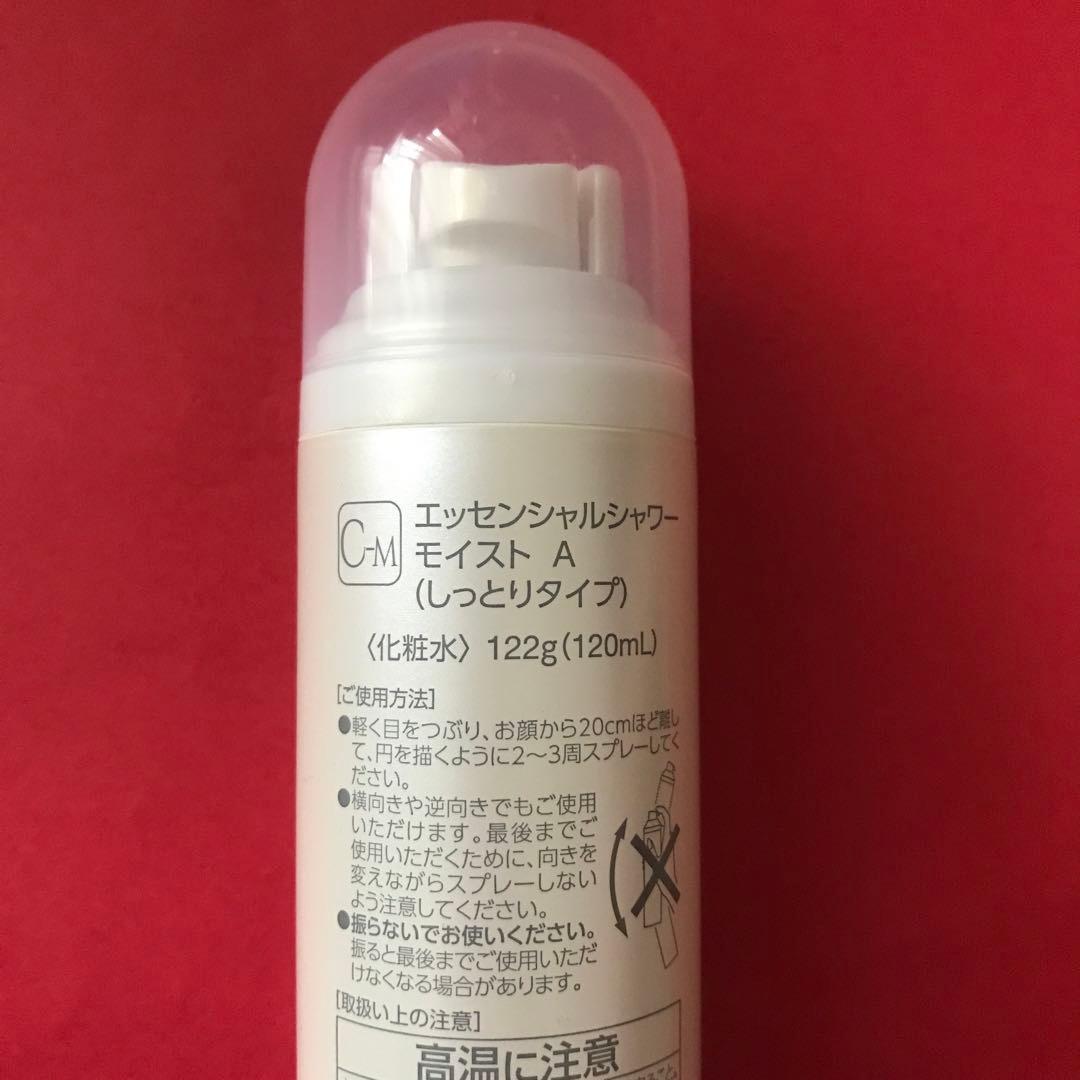 C-M
エッセンシャルシャワー
モイスト A
(しっとりタイプ)
〈化粧水〉122g(120mL)
[ご使用方法]
●軽く目をつぶり、お顔から20cmほど離し
て、円を描くように2〜3周スプレーしてく
ださい。
●横向きや逆向きでもご使用
いただけます。最後までご
使用いただくために、向きを
変えながらスプレーしない
よう注意してください。
●振らないでお使いください。
振ると最後までご使用いただ
けなくなる場合があります。
[取扱い上の注意]
高温に注意